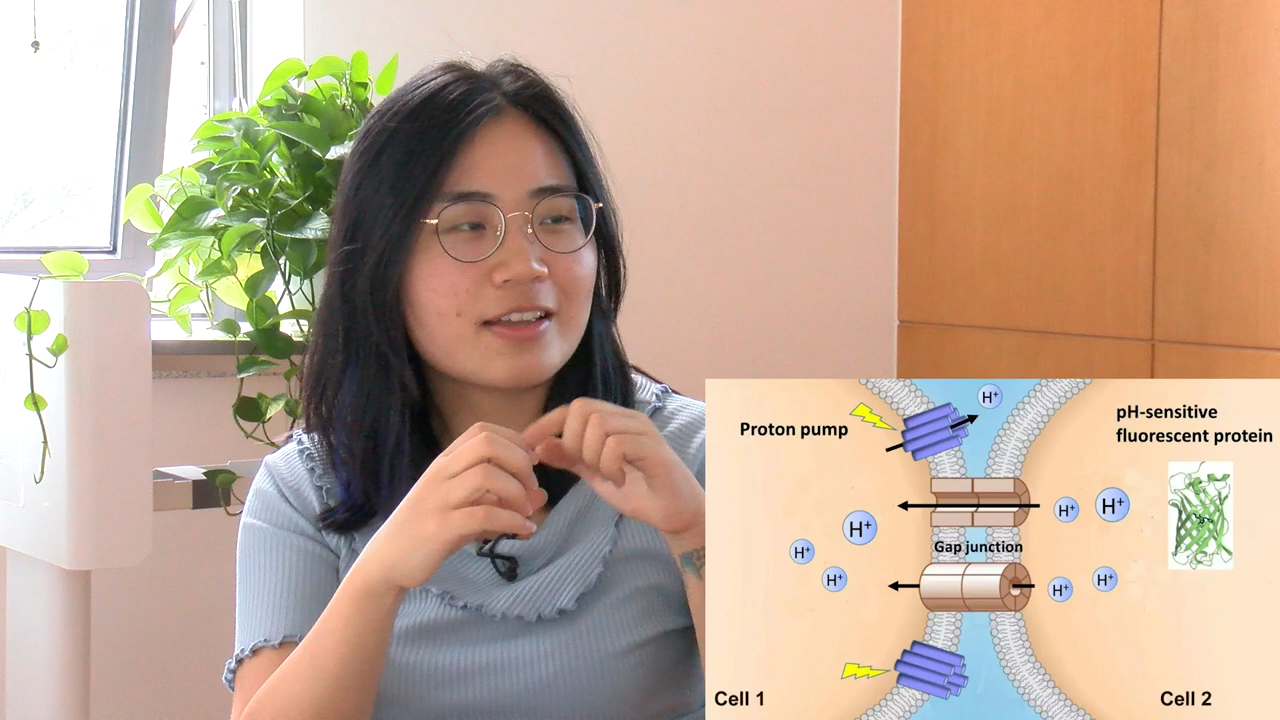 Proton pump
H⁺
pH-sensitive
fluorescent protein
H⁺
H⁺
H⁺
H⁺
H⁺
Gap junction
H⁺
H⁺
H⁺
Cell 1
Cell 2